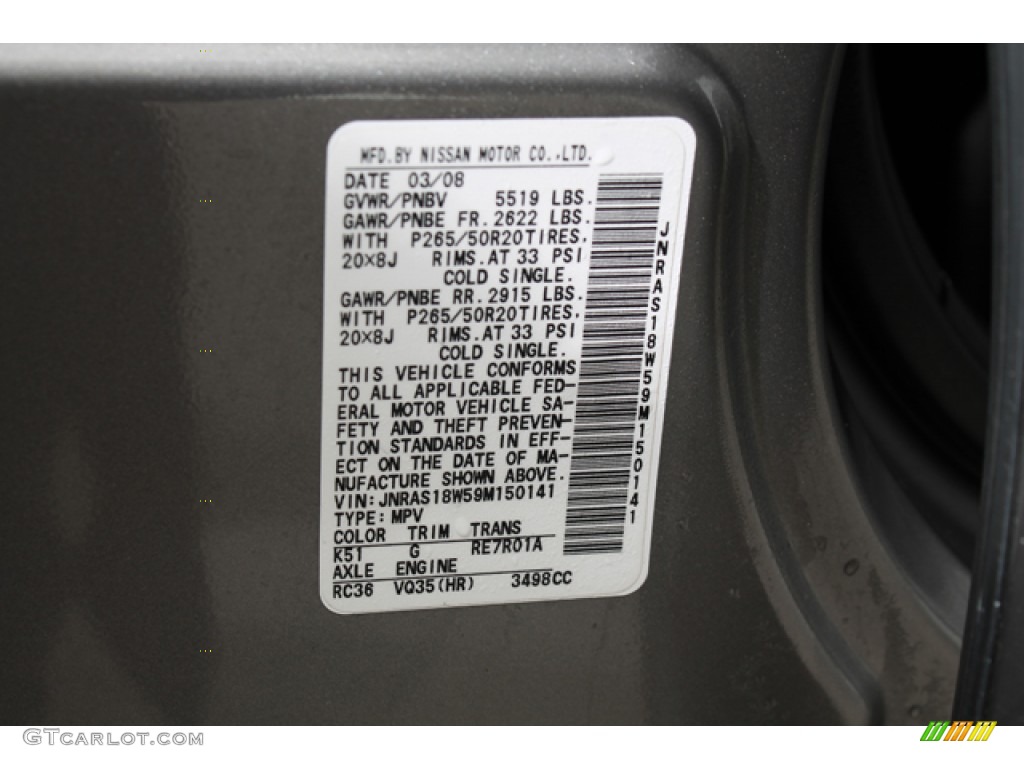 MFD.BY NISSAN MOTOR CO.,LTD.
DATE 03/08
GVWR/PNBV 5519 LBS.
GAWR/PNBE FR.2622 LBS.
WITH P265/50R20TIRES.
20×8J RIMS.AT 33 PSI
COLD SINGLE.
GAWR/PNBE RR.2915 LBS.
WITH P265/50R20TIRES.
20×8J RIMS.AT 33 PSI
COLD SINGLE.
THIS VEHICLE CONFORMS
TO ALL APPLICABLE FED-
ERAL MOTOR VEHICLE SA-
FETY AND THEFT PREVEN-
TION STANDARDS IN EFF-
ECT ON THE DATE OF MA-
NUFACTURE SHOWN ABOVE.
VIN:JNRAS18W59M150141
TYPE:MPV
COLOR TRIM TRANS
K51 G RE7R01A
AXLE ENGINE
RC36 VQ35(HR) 3498CC
JNRAS18W59M150141
GTCarLot.com